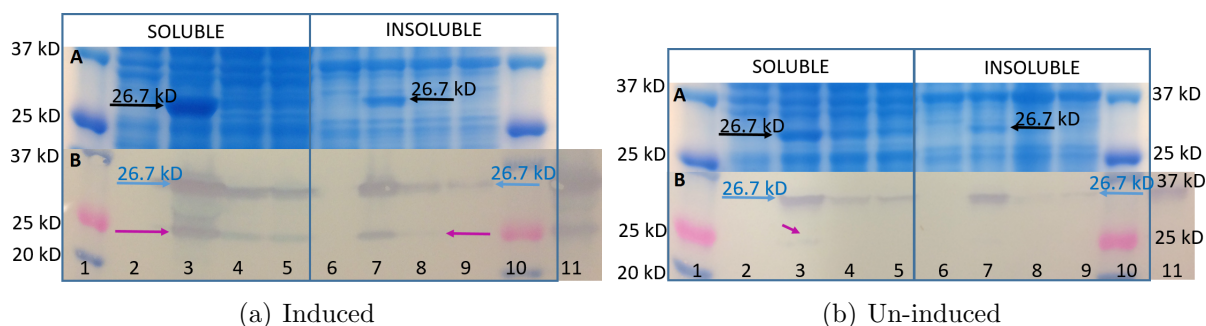 SOLUBLE INSOLUBLE
37 kD A
26.7 kD 26.7 kD
25 kD
37 kD B
26.7 kD 26.7 kD
25 kD
20 kD 1 2 3 4 5 6 7 8 9 10 11
(a) Induced
SOLUBLE INSOLUBLE
37 kD A 37 kD
26.7 kD 26.7 kD
25 kD 25 kD
B 37 kD
26.7 kD 26.7 kD
25 kD 25 kD
20 kD 1 2 3 4 5 6 7 8 9 10 11
(b) Un-induced